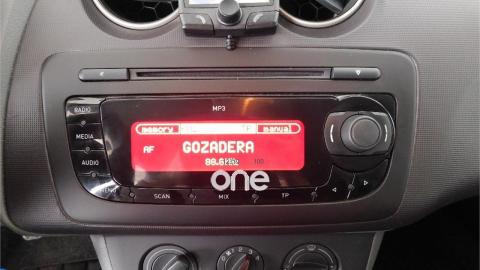 MP3
RADIO
MEDIA
AUDIO
memory manual
AF GOZADERA
one
SCAN MIX TP